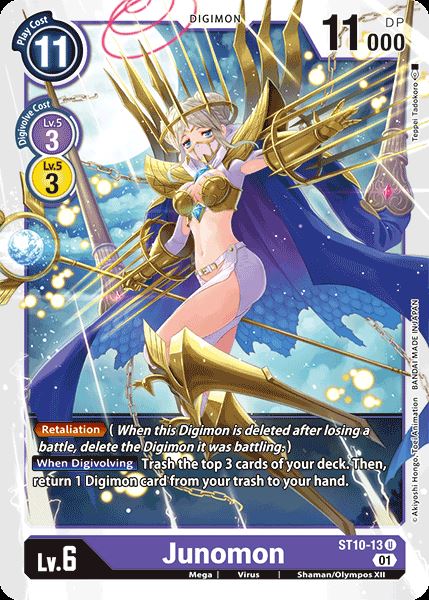 Play Cost
11
DIGIMON
11000 DP
Digivolve Cost
Lv.5
3
Lv.5
3
Teppei Tadokoro
©Akiyoshi Hongo, Toei Animation BANDAI MADE IN JAPAN
Retaliation (When this Digimon is deleted after losing a
battle, delete the Digimon it was battling.)
When Digivolving Trash the top 3 cards of your deck. Then,
return 1 Digimon card from your trash to your hand.
Lv.6
Junomon
ST10-13 U
01
Mega | Virus | Shaman/Olympos XII